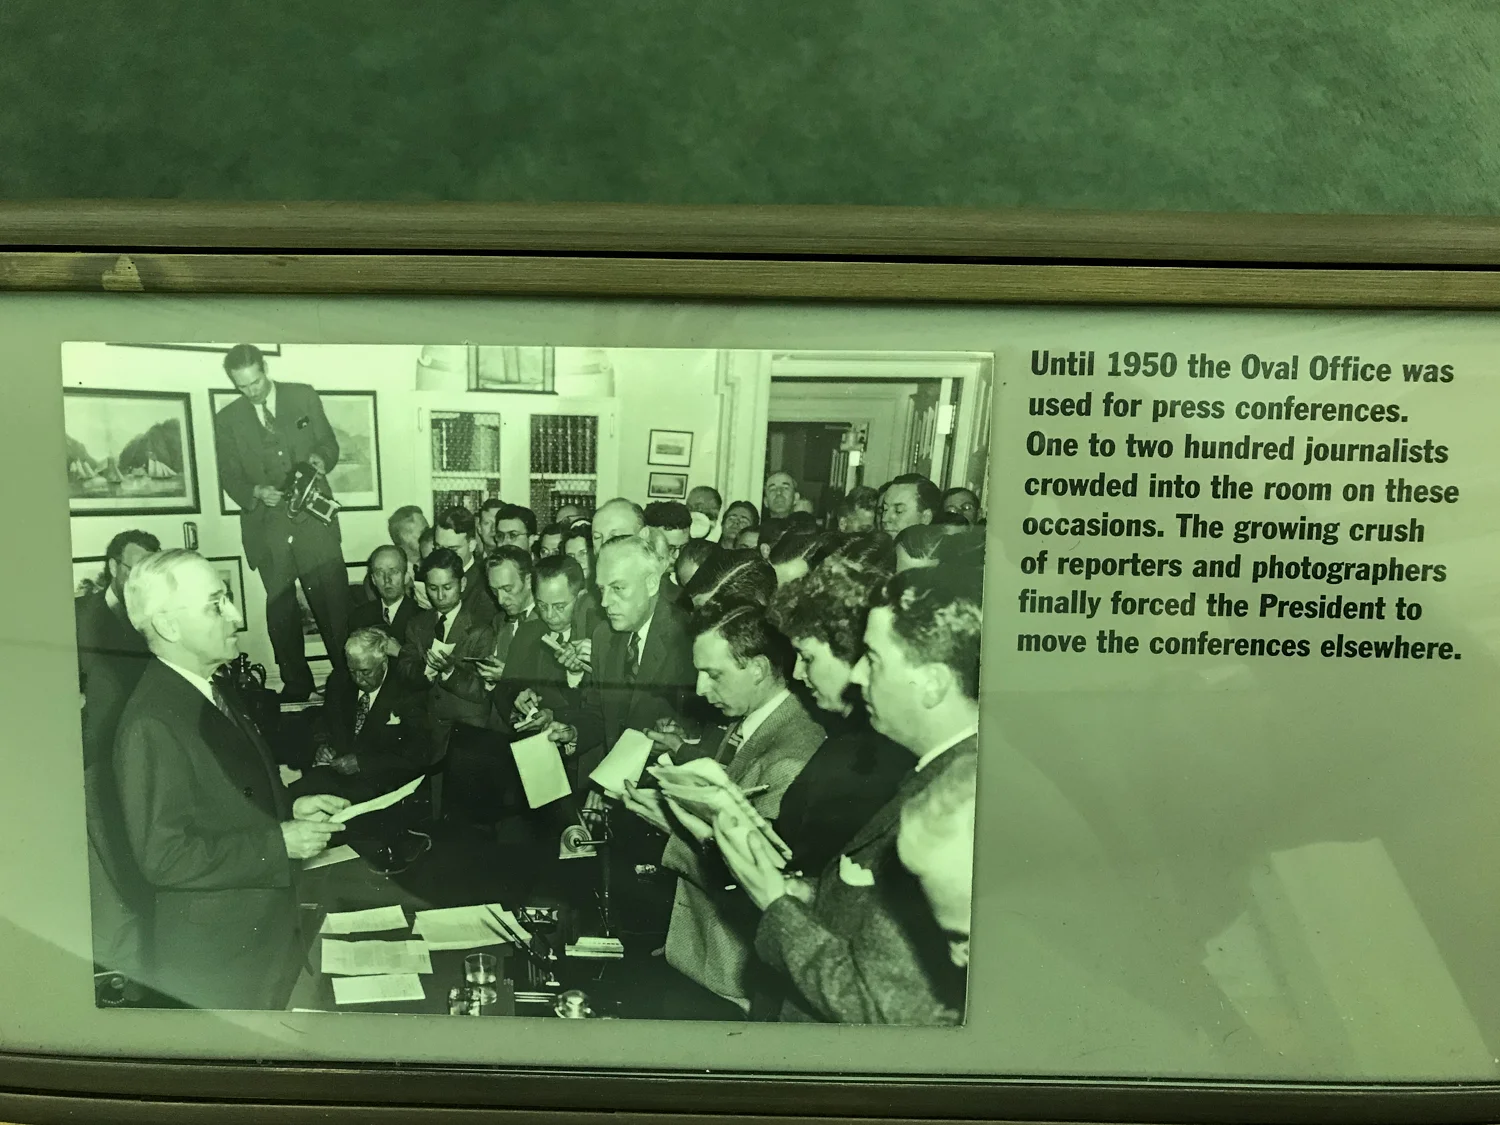 Until 1950 the Oval Office was
used for press conferences.
One to two hundred journalists
crowded into the room on these
occasions. The growing crush
of reporters and photographers
finally forced the President to
move the conferences elsewhere.